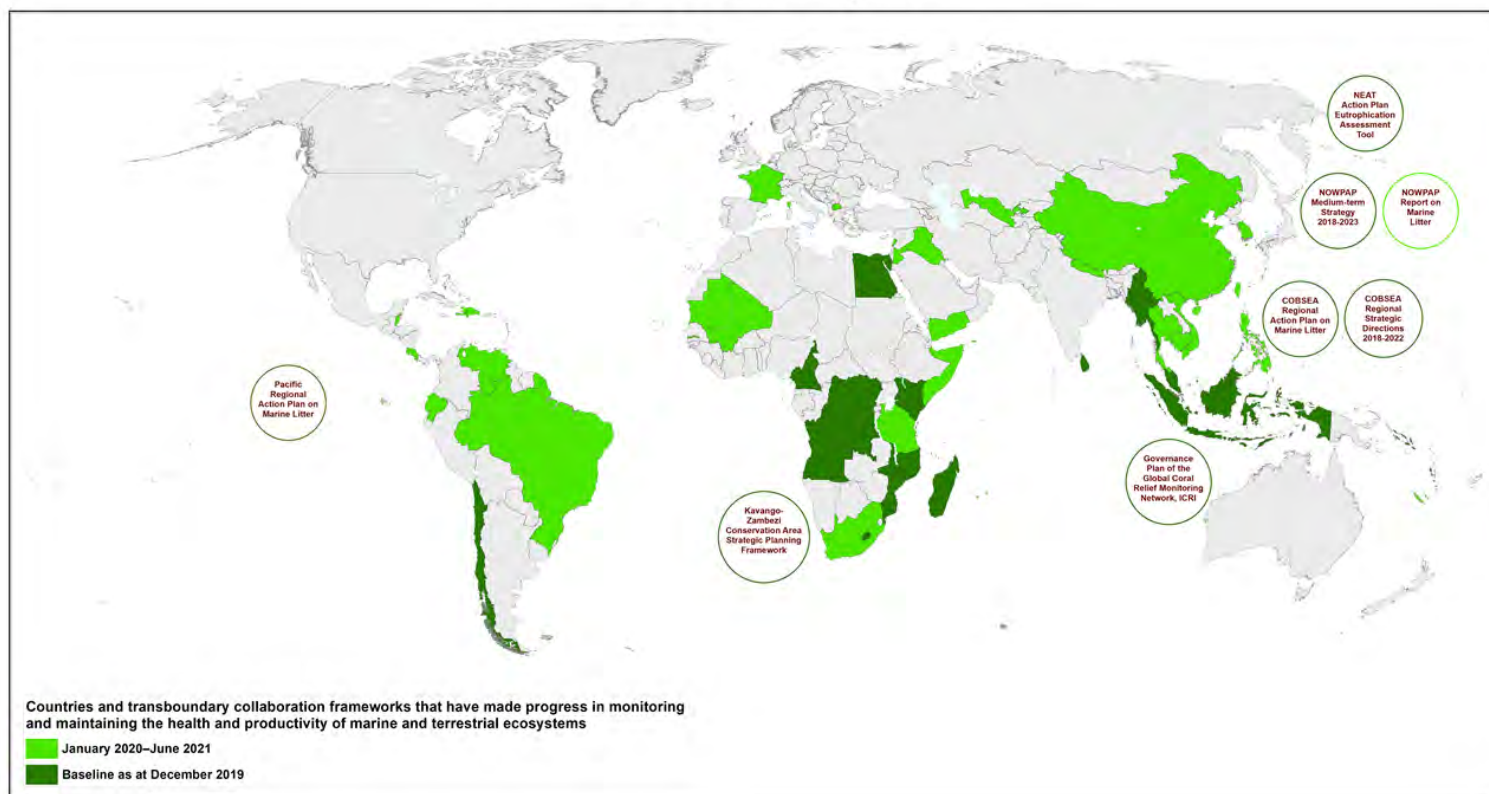 NEAT
Action Plan
Eutrophication
Assessment
Tool
NOWPAP
Medium-term
Strategy
2018-2023
NOWPAP
Report on
Marine
Litter
COBSEA
Regional
Action Plan on
Marine Litter
COBSEA
Regional
Strategic
Directions
2018-2022
Pacific
Regional
Action Plan on
Marine Litter
Governance
Plan of the
Global Coral
Relief Monitoring
Network, ICRI
Kavango-
Zambezi
Conservation Area
Strategic Planning
Framework
Countries and transboundary collaboration frameworks that have made progress in monitoring
and maintaining the health and productivity of marine and terrestrial ecosystems
January 2020–June 2021
Baseline as at December 2019